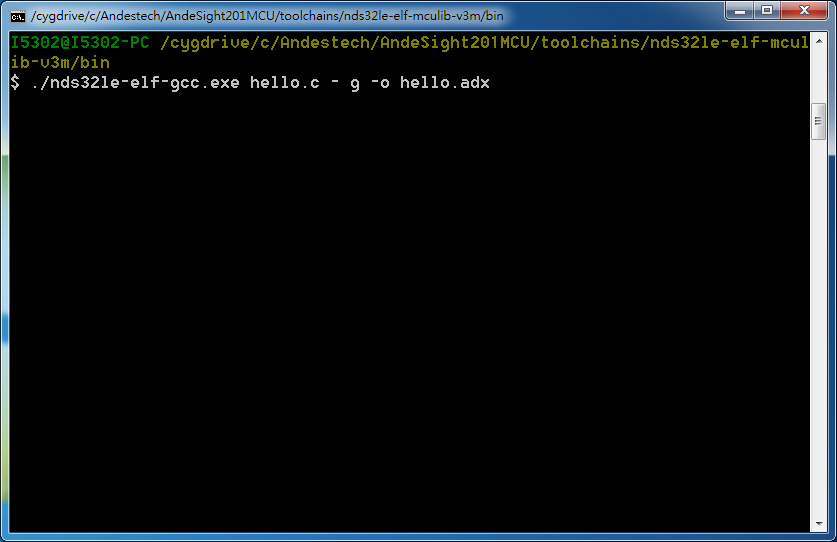 /cygdrive/c/Andestech/AndeSight201MCU/toolchains/nds32le-elf-mculib-v3m/bin
I5302@I5302-PC /cygdrive/c/Andestech/AndeSight201MCU/toolchains/nds32le-elf-mcul
ib-v3m/bin
$ ./nds32le-elf-gcc.exe hello.c - g -o hello.adx